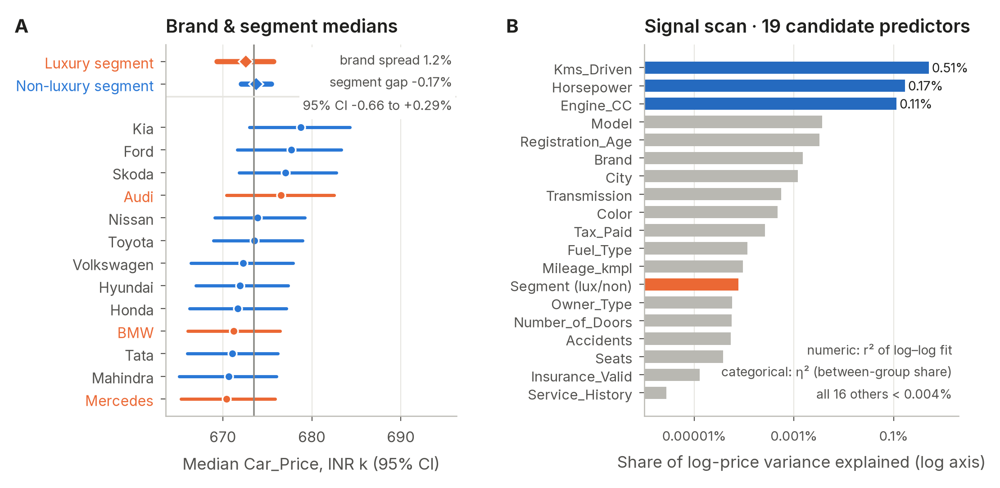 A
Brand & segment medians
Luxury segment
Non-luxury segment
brand spread 1.2%
segment gap -0.17%
95% CI -0.66 to +0.29%
Kia
Ford
Skoda
Audi
Nissan
Toyota
Volkswagen
Hyundai
Honda
BMW
Tata
Mahindra
Mercedes
670 680 690
Median Car_Price, INR k (95% CI)
B
Signal scan · 19 candidate predictors
Kms_Driven 0.51%
Horsepower 0.17%
Engine_CC 0.11%
Model
Registration_Age
Brand
City
Transmission
Color
Tax_Paid
Fuel_Type
Mileage_kmpl
Segment (lux/non)
Owner_Type
Number_of_Doors
Accidents
Seats
Insurance_Valid
Service_History
numeric: r² of log–log fit
categorical: η² (between-group share)
all 16 others < 0.004%
0.00001% 0.001% 0.1%
Share of log-price variance explained (log axis)